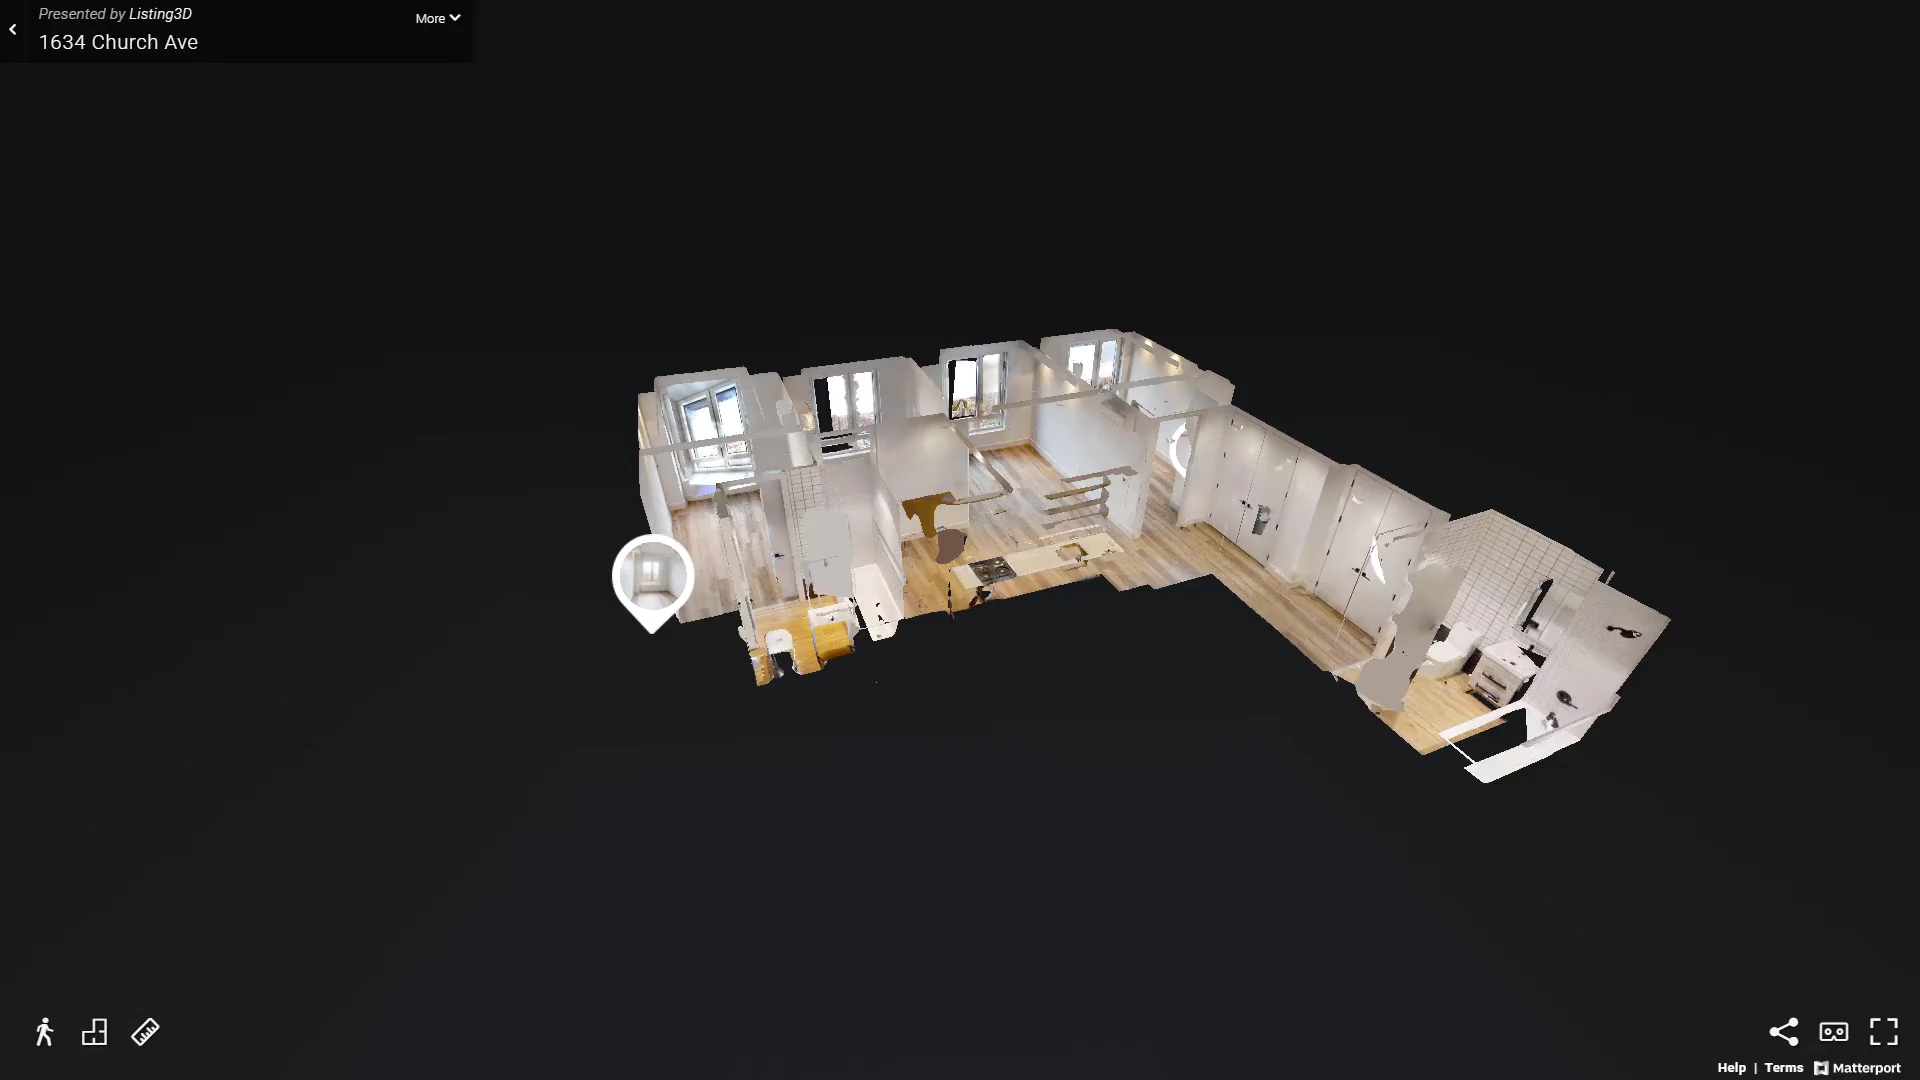 Presented by Listing3D
More
1634 Church Ave
Help | Terms Matterport